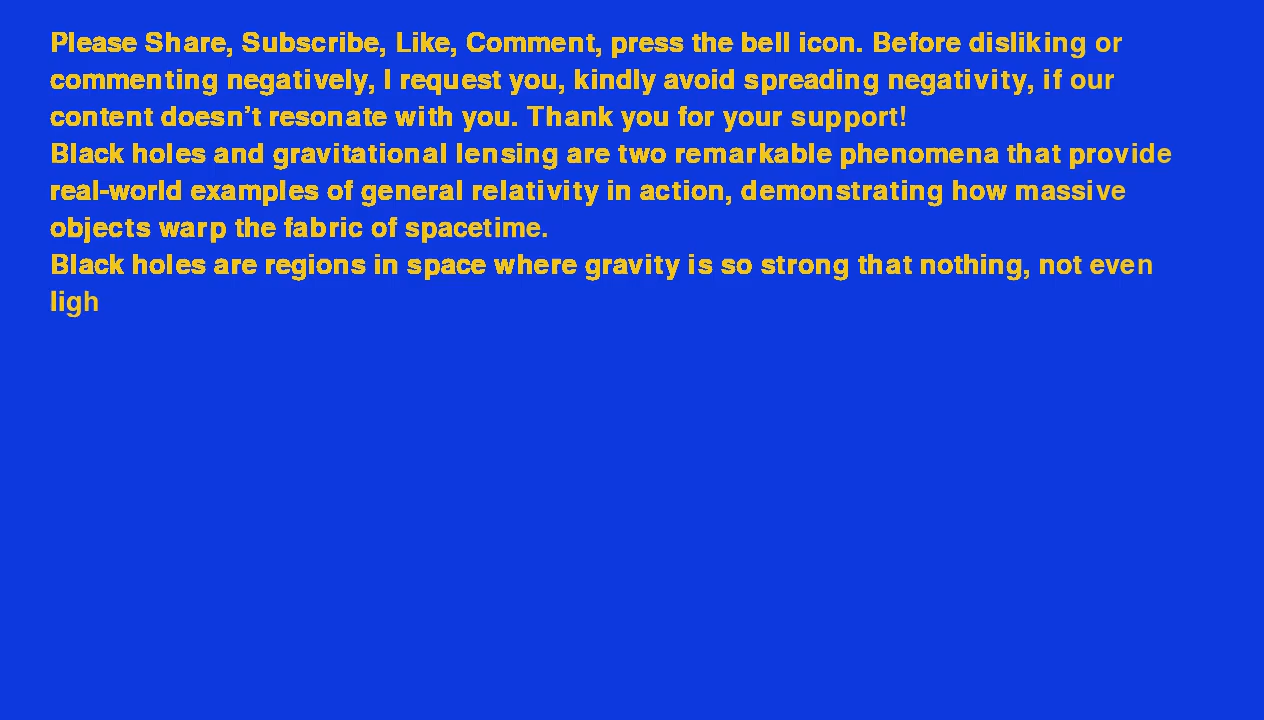 Please Share, Subscribe, Like, Comment, press the bell icon. Before disliking or
commenting negatively, I request you, kindly avoid spreading negativity, if our
content doesn’t resonate with you. Thank you for your support!
Black holes and gravitational lensing are two remarkable phenomena that provide
real-world examples of general relativity in action, demonstrating how massive
objects warp the fabric of spacetime.
Black holes are regions in space where gravity is so strong that nothing, not even
ligh